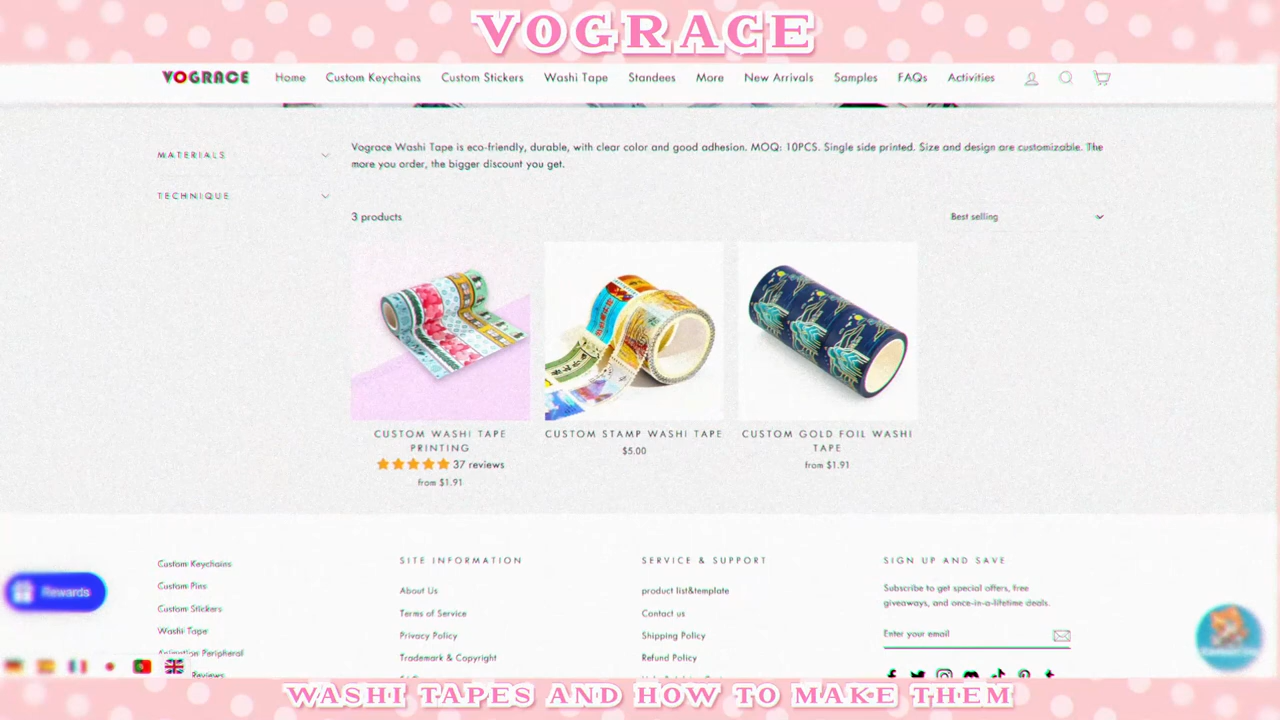 VOGRACE
VOGRACE Home Custom Keychains Custom Stickers Washi Tape Standees More New Arrivals Samples FAQs Activities
MATERIALS
TECHNIQUE
Vograce Washi Tape is eco-friendly, durable, with clear color and good adhesion. MOQ: 10PCS. Single side printed. Size and design are customizable. The
more you order, the bigger discount you get.
3 products
Best selling
CUSTOM WASHI TAPE
PRINTING
37 reviews
from $1.91
CUSTOM STAMP WASHI TAPE
$5.00
CUSTOM GOLD FOIL WASHI
TAPE
from $1.91
Custom Keychains
Custom Pins
Custom Stickers
Washi Tape
Animation Peripheral
Reviews
Rewards
SITE INFORMATION
About Us
Terms of Service
Privacy Policy
Trademark & Copyright
SERVICE & SUPPORT
product list&template
Contact us
Shipping Policy
Refund Policy
SIGN UP AND SAVE
Subscribe to get special offers, free
giveaways, and once-in-a-lifetime deals.
Enter your email
WASHI TAPES AND HOW TO MAKE THEM